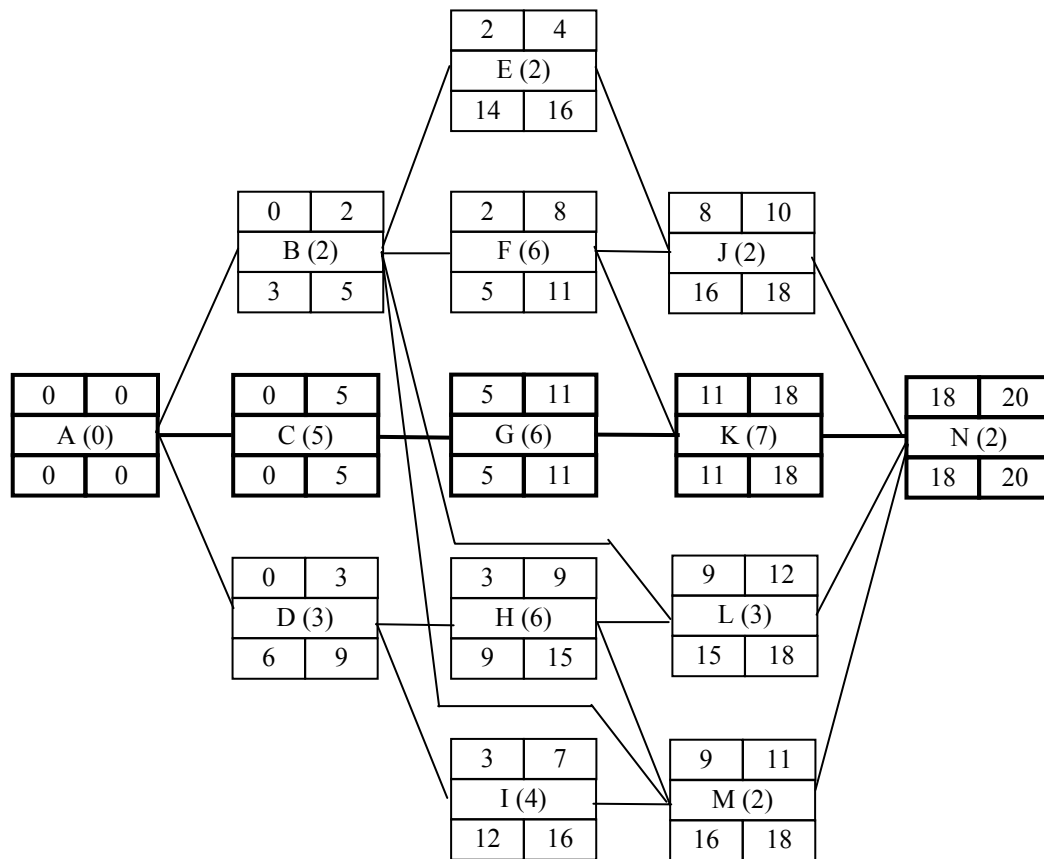 2 4
E (2)
14 16
0 2
B (2)
3 5
2 8
F (6)
5 11
8 10
J (2)
16 18
0 0
A (0)
0 0
0 5
C (5)
0 5
5 11
G (6)
5 11
11 18
K (7)
11 18
18 20
N (2)
18 20
0 3
D (3)
6 9
3 9
H (6)
9 15
9 12
L (3)
15 18
3 7
I (4)
12 16
9 11
M (2)
16 18